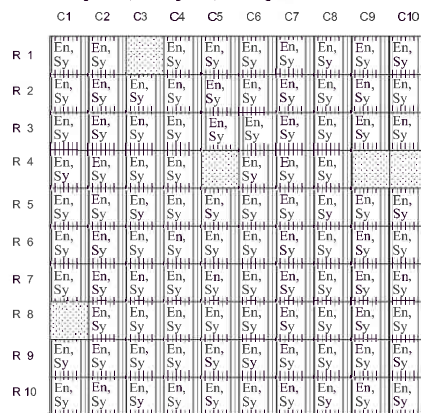 C1 C2 C3 C4 C5 C6 C7 C8 C9 C10
R 1 En, En, En, En, En, En, En, En, En,
Sy Sy Sy Sy Sy Sy Sy Sy Sy
R 2 En, En, En, En, En, En, En, En, En, En,
Sy Sy Sy Sy Sy Sy Sy Sy Sy Sy
R 3 En, En, En, En, En, En, En, En, En, En,
Sy Sy Sy Sy Sy Sy Sy Sy Sy Sy
R 4 En, En, En, En, En, En, En,
Sy Sy Sy Sy Sy Sy Sy
R 5 En, En, En, En, En, En, En, En, En, En,
Sy Sy Sy Sy Sy Sy Sy Sy Sy Sy
R 6 En, En, En, En, En, En, En, En, En, En,
Sy Sy Sy Sy Sy Sy Sy Sy Sy Sy
R 7 En, En, En, En, En, En, En, En, En, En,
Sy Sy Sy Sy Sy Sy Sy Sy Sy Sy
R 8 En, En, En, En, En, En, En, En, En,
Sy Sy Sy Sy Sy Sy Sy Sy Sy
R 9 En, En, En, En, En, En, En, En, En, En,
Sy Sy Sy Sy Sy Sy Sy Sy Sy Sy
R 10 En, En, En, En, En, En, En, En, En, En,
Sy Sy Sy Sy Sy Sy Sy Sy Sy Sy